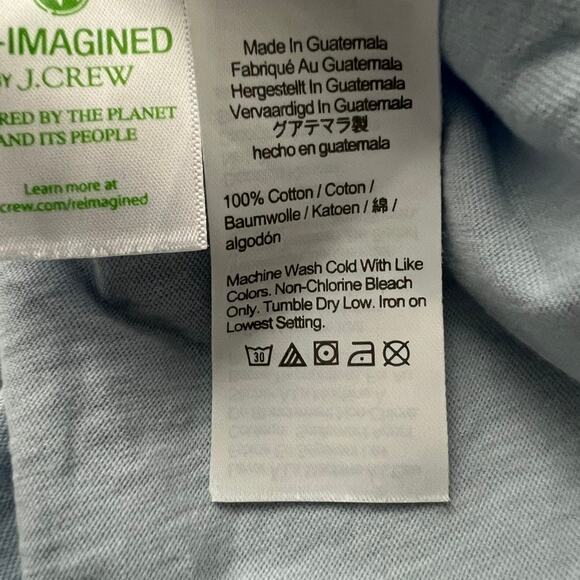 -IMAGINED
BY J.CREW
RED BY THE PLANET
AND ITS PEOPLE
Learn more at
crew.com/reimagined
Made In Guatemala
Fabriqué Au Guatemala
Hergestellt In Guatemala
Vervaardigd In Guatemala
グアテマラ製
hecho en guatemala
100% Cotton / Coton /
Baumwolle / Katoen / 綿 /
algodón
Machine Wash Cold With Like
Colors. Non-Chlorine Bleach
Only. Tumble Dry Low. Iron on
Lowest Setting.
30